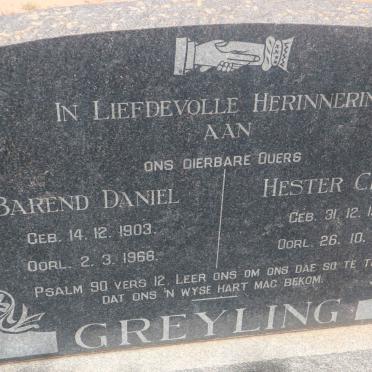 IN LIEFDEVOLLE HERINNERIN
AAN
ONS DIERBARE OUERS
BAREND DANIEL
GEB. 14. 12. 1903.
OORL. 2. 3. 1966.
HESTER C
GEB. 31. 12. 1
OORL. 26. 10.
PSALM 90 VERS 12. LEER ONS OM ONS DAE SO TE T
DAT ONS 'N WYSE HART MAG BEKOM.
GREYLING